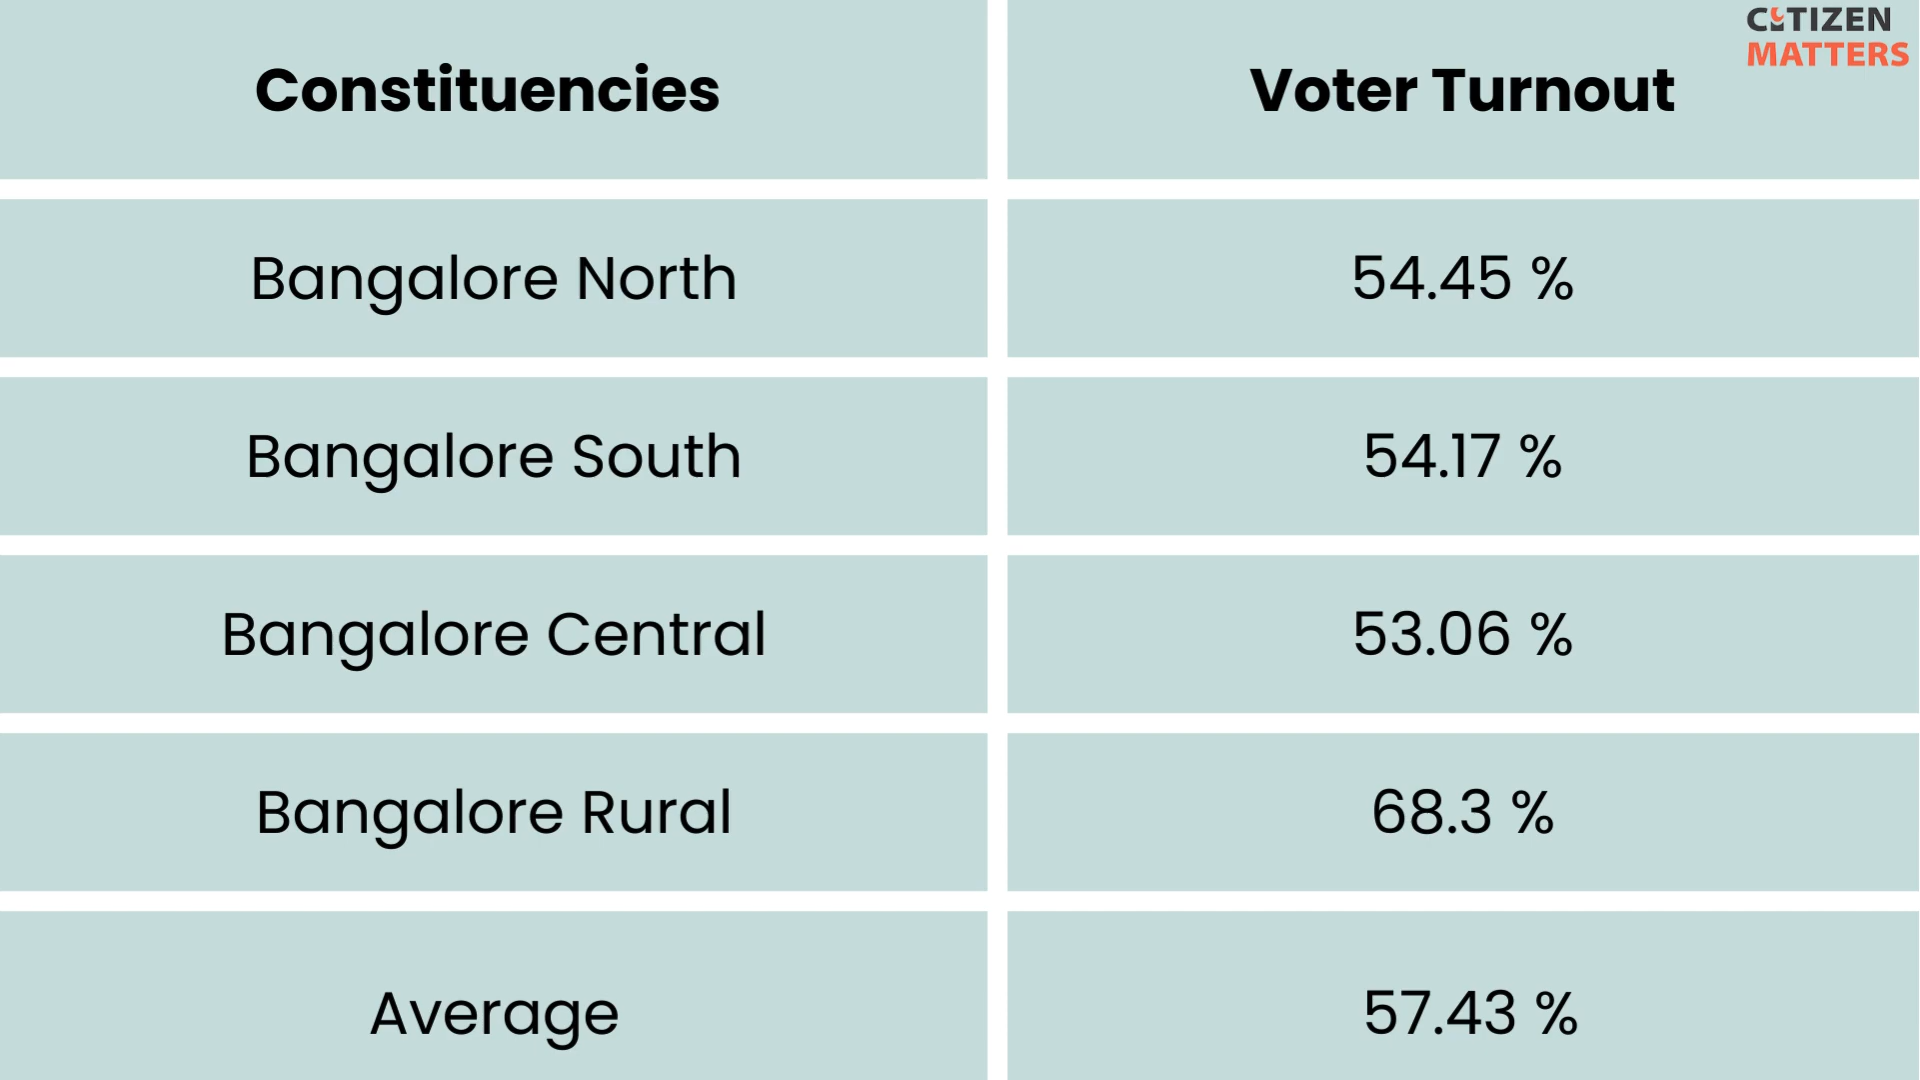 CITIZEN
MATTERS
Constituencies Voter Turnout
Bangalore North 54.45 %
Bangalore South 54.17 %
Bangalore Central 53.06 %
Bangalore Rural 68.3 %
Average 57.43 %